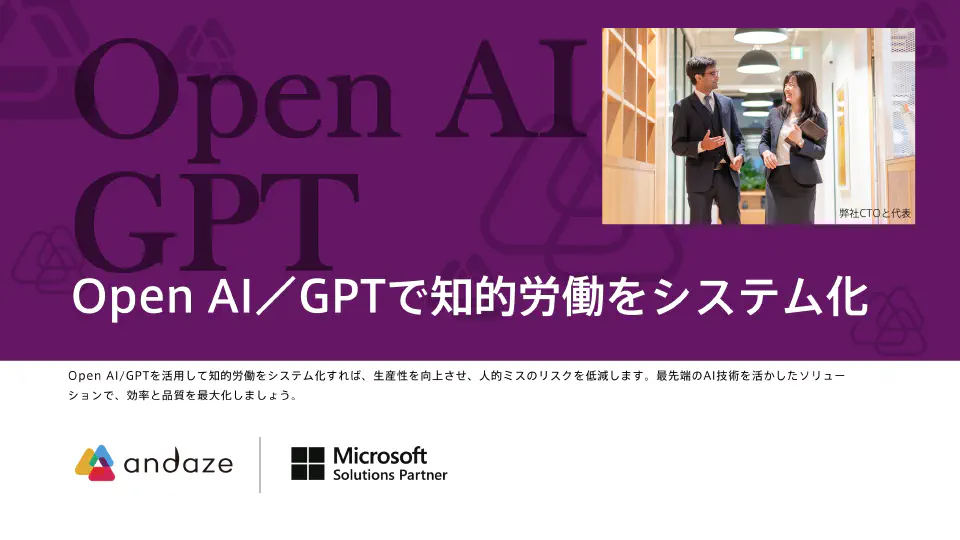 Open AI
GPT
弊社CTOと代表
Open AI／GPTで知的労働をシステム化
Open AI/GPTを活用して知的労働をシステム化すれば、生産性を向上させ、人的ミスのリスクを低減します。最先端のAI技術を活かしたソリュー
ションで、効率と品質を最大化しましょう。
andaze
Microsoft
Solutions Partner